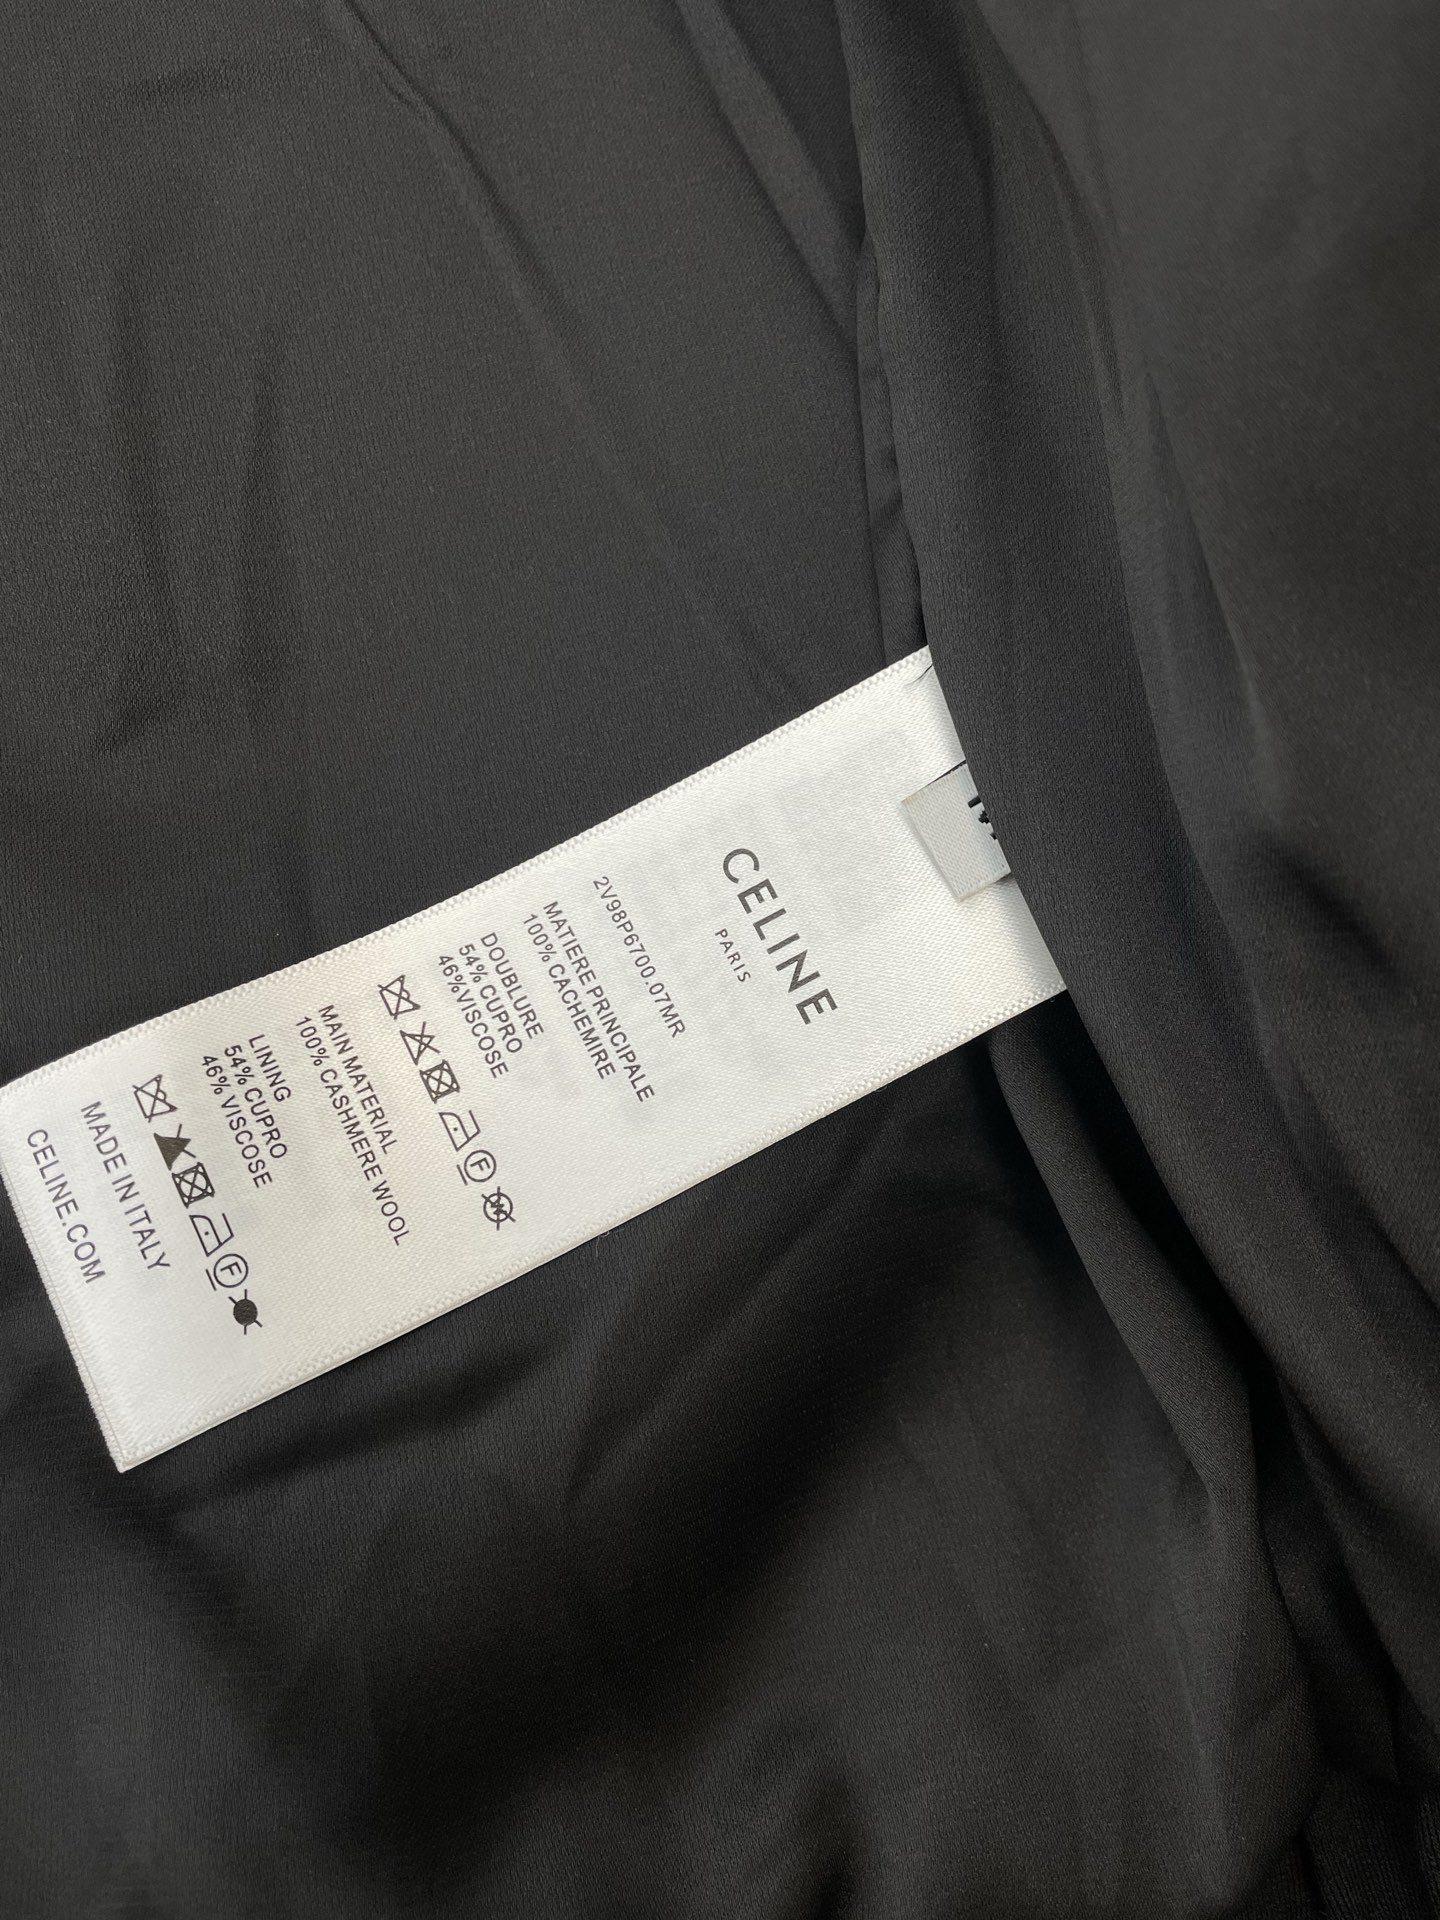 CELINE
PARIS
2V98P6700.07MR
MATIERE PRINCIPALE
100% CACHEMIRE
DOUBLURE
54% CUPRO
46%VISCOSE
F
MAIN MATERIAL
100% CASHMERE WOOL
LINING
54% CUPRO
46% VISCOSE
F
MADE IN ITALY
CELINE.COM